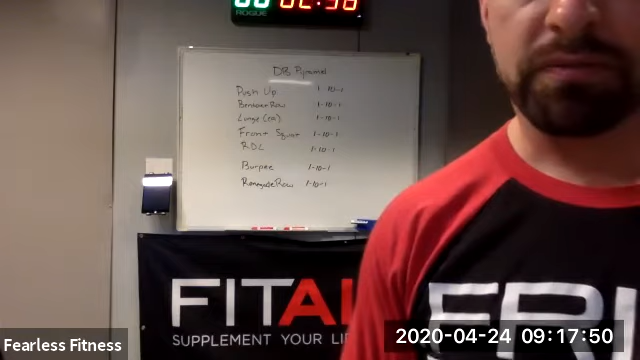 ROGUE
DB Pyramid
Push Up 1-10-1
Bentover Row 1-10-1
Lunge (ea) 1-10-1
Front Squat 1-10-1
RDL 1-10-1
Burpee 1-10-1
Renegade Row 1-10-1
FITAI
SUPPLEMENT YOUR LI
Fearless Fitness
2020-04-24 09:17:50